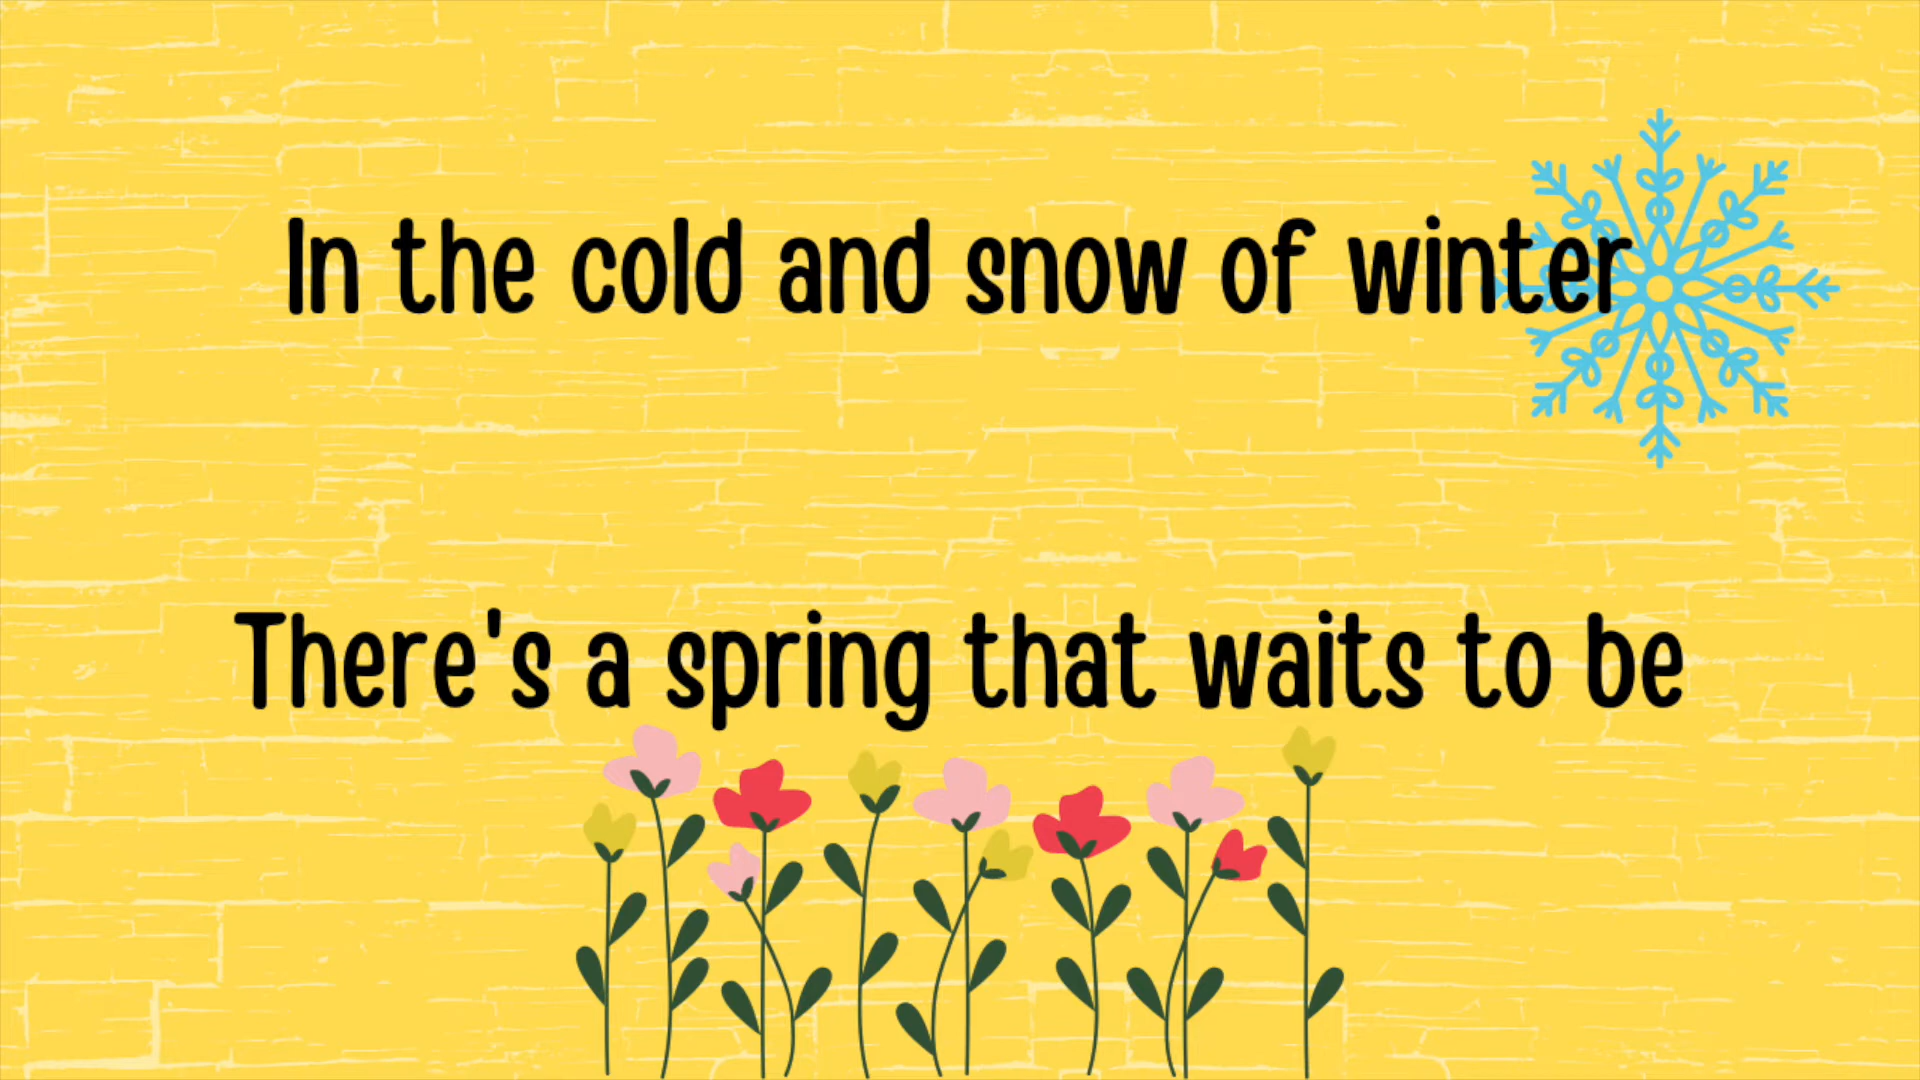 In the cold and snow of winter
There's a spring that waits to be